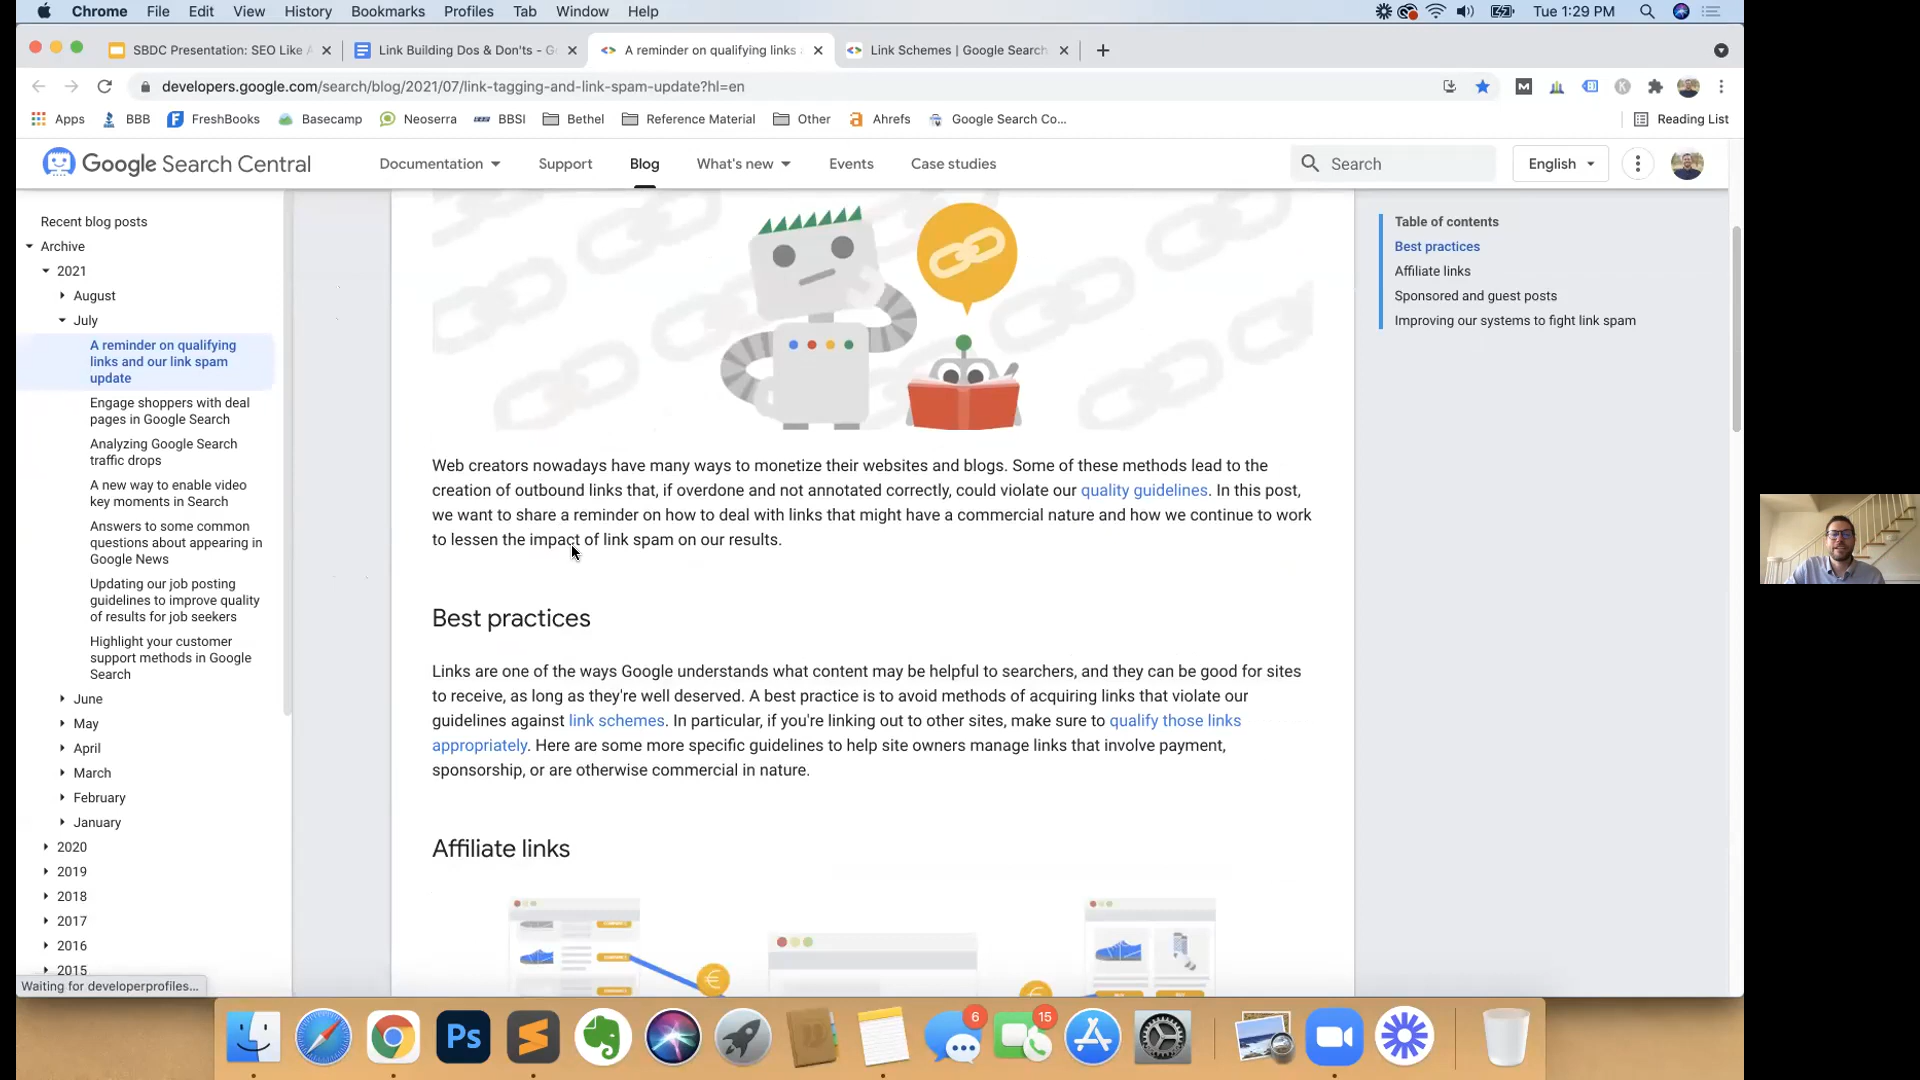 Chrome File Edit View History Bookmarks Profiles Tab Window Help Tue 1:29 PM
SBDC Presentation: SEO Like A
Link Building Dos & Don'ts - G
A reminder on qualifying links
Link Schemes | Google Search
developers.google.com/search/blog/2021/07/link-tagging-and-link-spam-update?hl=en
Apps BBB FreshBooks Basecamp Neoserra BBSI Bethel Reference Material Other Ahrefs Google Search Co... Reading List
Google Search Central Documentation Support Blog What's new Events Case studies Search English
Recent blog posts
Archive
2021
August
July
A reminder on qualifying
links and our link spam
update
Engage shoppers with deal
pages in Google Search
Analyzing Google Search
traffic drops
A new way to enable video
key moments in Search
Answers to some common
questions about appearing in
Google News
Updating our job posting
guidelines to improve quality
of results for job seekers
Highlight your customer
support methods in Google
Search
June
May
April
March
February
January
2020
2019
2018
2017
2016
2015
Waiting for developerprofiles...
Web creators nowadays have many ways to monetize their websites and blogs. Some of these methods lead to the
creation of outbound links that, if overdone and not annotated correctly, could violate our quality guidelines. In this post,
we want to share a reminder on how to deal with links that might have a commercial nature and how we continue to work
to lessen the impact of link spam on our results.
Best practices
Links are one of the ways Google understands what content may be helpful to searchers, and they can be good for sites
to receive, as long as they're well deserved. A best practice is to avoid methods of acquiring links that violate our
guidelines against link schemes. In particular, if you're linking out to other sites, make sure to qualify those links
appropriately. Here are some more specific guidelines to help site owners manage links that involve payment,
sponsorship, or are otherwise commercial in nature.
Affiliate links
Table of contents
Best practices
Affiliate links
Sponsored and guest posts
Improving our systems to fight link spam
Ps
6
15